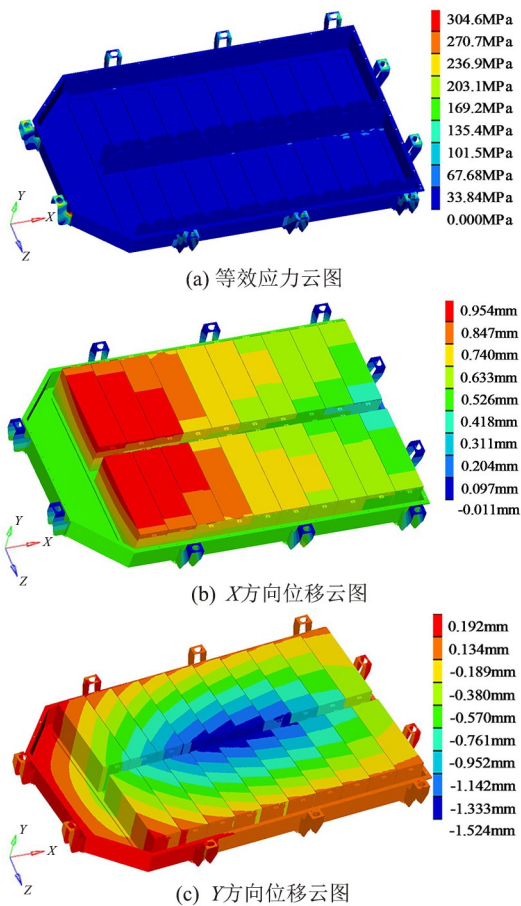 304.6MPa
270.7MPa
236.9MPa
203.1MPa
169.2MPa
135.4MPa
101.5MPa
67.68MPa
33.84MPa
0.000MPa
Y
X
Z
(a) 等效应力云图
0.954mm
0.847mm
0.740mm
0.633mm
0.526mm
0.418mm
0.311mm
0.204mm
0.097mm
-0.011mm
Y
X
Z
(b) X方向位移云图
0.192mm
0.134mm
-0.189mm
-0.380mm
-0.570mm
-0.761mm
-0.952mm
-1.142mm
-1.333mm
-1.524mm
Y
X
Z
(c) Y方向位移云图